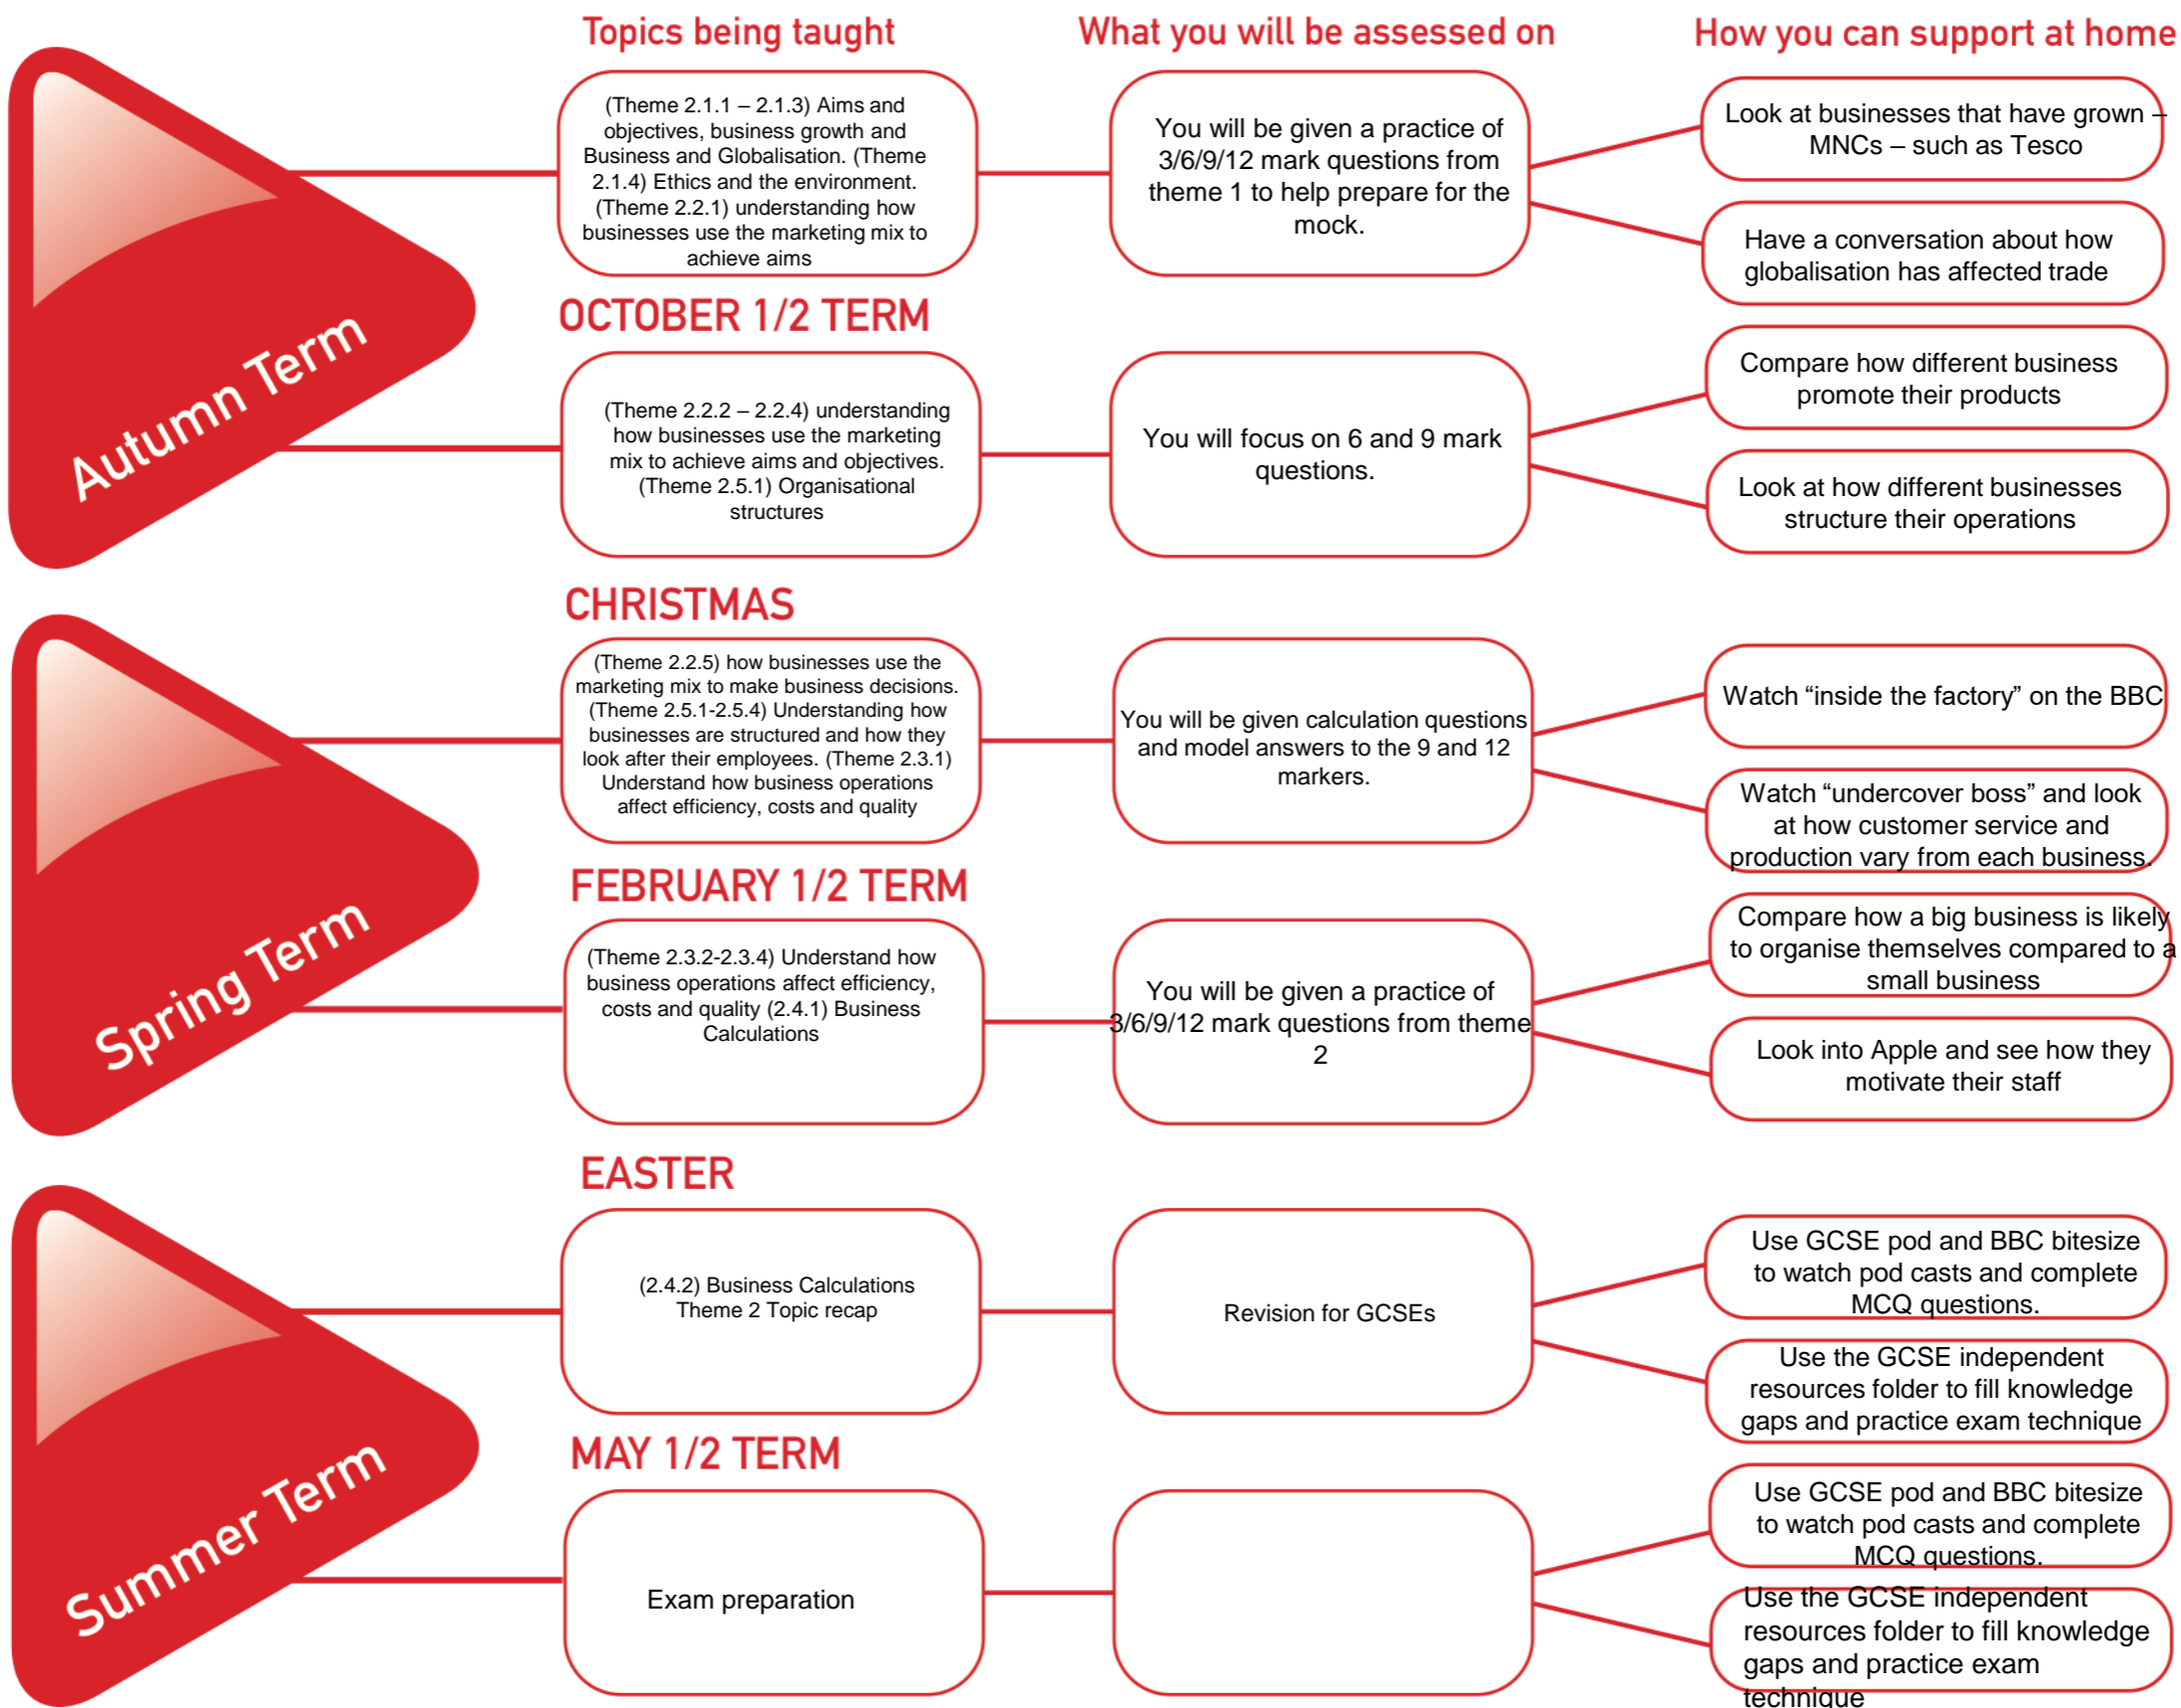 Topics being taught
What you will be assessed on
How you can support at home
Autumn Term
(Theme 2.1.1 – 2.1.3) Aims and
objectives, business growth and
Business and Globalisation. (Theme
2.1.4) Ethics and the environment.
(Theme 2.2.1) understanding how
businesses use the marketing mix to
achieve aims
You will be given a practice of
3/6/9/12 mark questions from
theme 1 to help prepare for the
mock.
Look at businesses that have grown –
MNCs – such as Tesco
Have a conversation about how
globalisation has affected trade
OCTOBER 1/2 TERM
(Theme 2.2.2 – 2.2.4) understanding
how businesses use the marketing
mix to achieve aims and objectives.
(Theme 2.5.1) Organisational
structures
You will focus on 6 and 9 mark
questions.
Compare how different business
promote their products
Look at how different businesses
structure their operations
CHRISTMAS
Spring Term
(Theme 2.2.5) how businesses use the
marketing mix to make business decisions.
(Theme 2.5.1-2.5.4) Understanding how
businesses are structured and how they
look after their employees. (Theme 2.3.1)
Understand how business operations
affect efficiency, costs and quality
You will be given calculation questions
and model answers to the 9 and 12
markers.
Watch “inside the factory” on the BBC
Watch “undercover boss” and look
at how customer service and
production vary from each business.
FEBRUARY 1/2 TERM
(Theme 2.3.2-2.3.4) Understand how
business operations affect efficiency,
costs and quality (2.4.1) Business
Calculations
You will be given a practice of
3/6/9/12 mark questions from theme
2
Compare how a big business is likely
to organise themselves compared to a
small business
Look into Apple and see how they
motivate their staff
EASTER
Summer Term
(2.4.2) Business Calculations
Theme 2 Topic recap
Revision for GCSEs
Use GCSE pod and BBC bitesize
to watch pod casts and complete
MCQ questions.
Use the GCSE independent
resources folder to fill knowledge
gaps and practice exam technique
MAY 1/2 TERM
Exam preparation
Use GCSE pod and BBC bitesize
to watch pod casts and complete
MCQ questions.
Use the GCSE independent
resources folder to fill knowledge
gaps and practice exam
technique